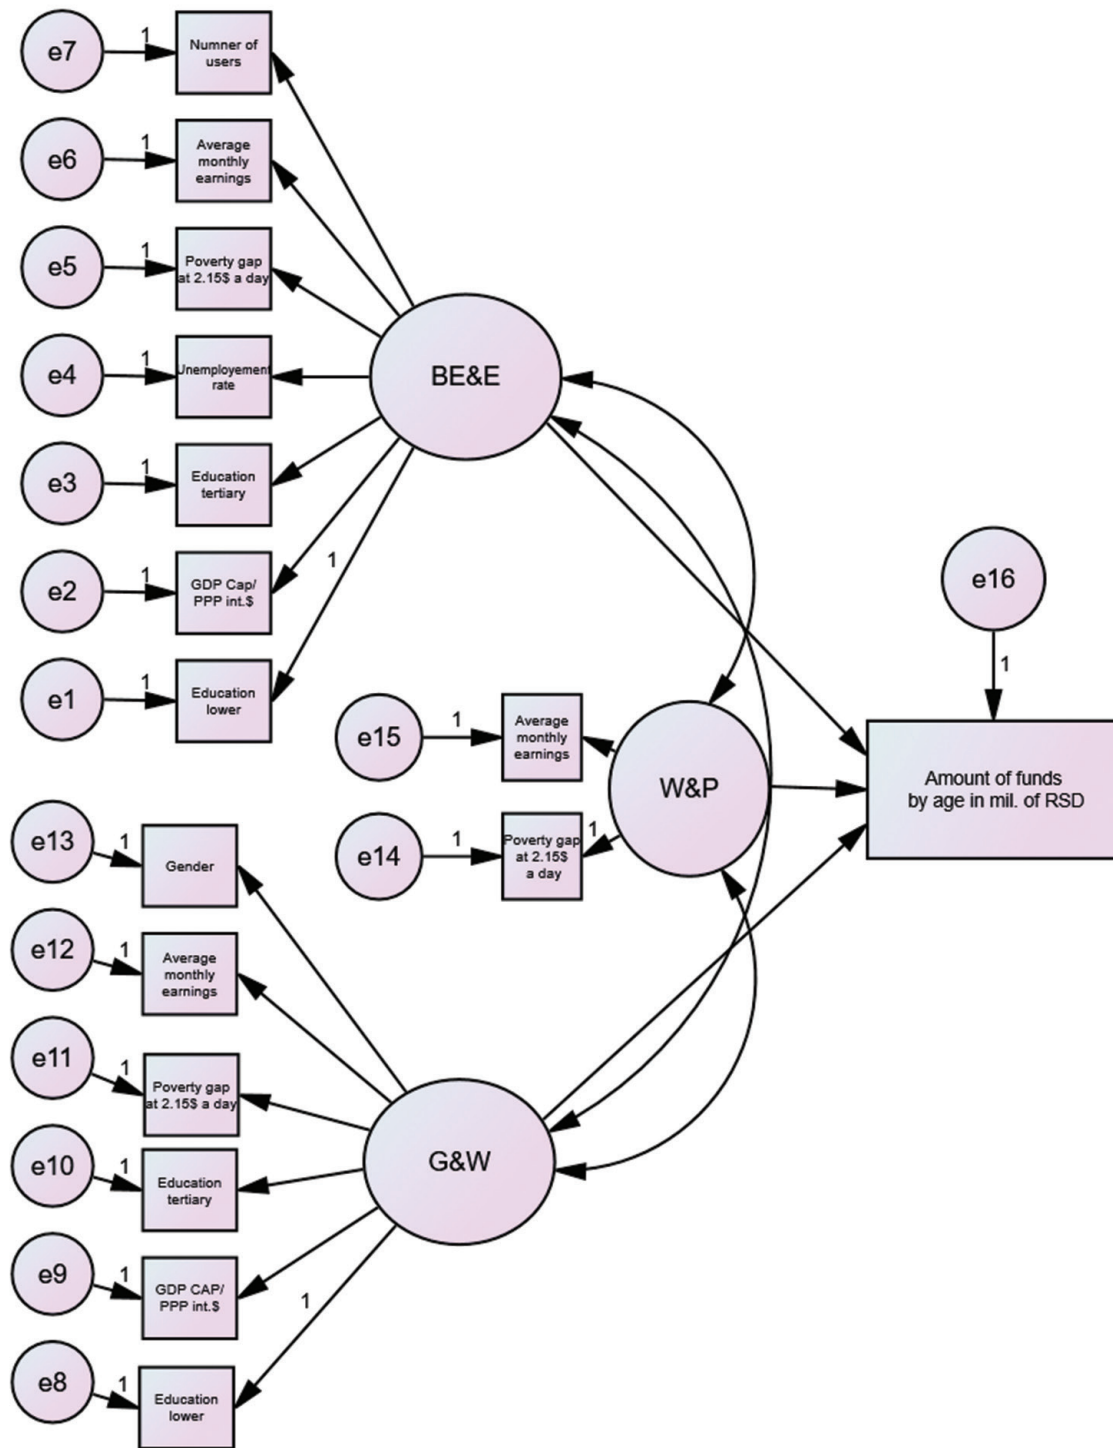 e7
1
Numner of
users
e6
1
Average
monthly
earnings
e5
1
Poverty gap
at 2.15$ a day
e4
1
Unemployement
rate
BE&E
e3
1
Education
tertiary
e2
1
GDP Cap/
PPP int.$
1
e1
1
Education
lower
e16
1
e15
1
Average
monthly
earnings
W&P
Amount of funds
by age in mil. of RSD
e14
1
Poverty gap
at 2.15$
a day
1
e13
1
Gender
e12
1
Average
monthly
earnings
e11
1
Poverty gap
at 2.15$ a day
e10
1
Education
tertiary
G&W
e9
1
GDP CAP/
PPP int.$
1
e8
1
Education
lower